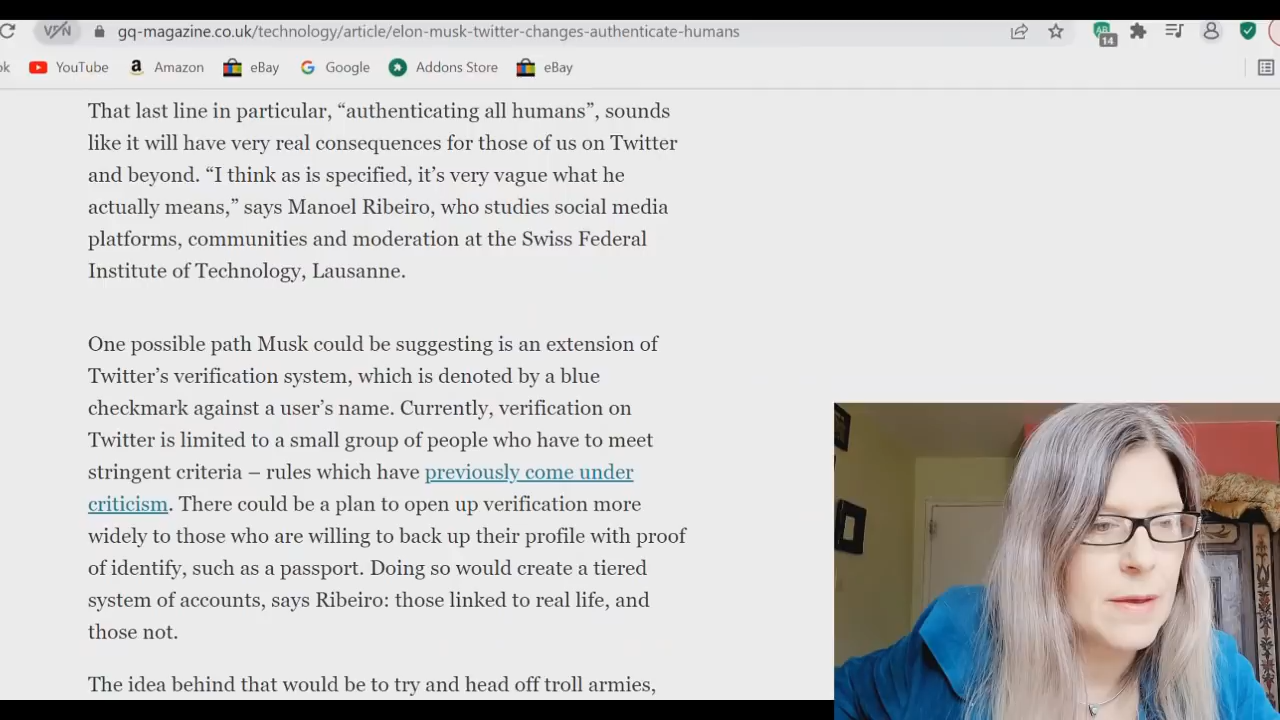 VPN gq-magazine.co.uk/technology/article/elon-musk-twitter-changes-authenticate-humans 14
ok YouTube Amazon eBay Google Addons Store eBay
That last line in particular, “authenticating all humans”, sounds
like it will have very real consequences for those of us on Twitter
and beyond. “I think as is specified, it’s very vague what he
actually means,” says Manoel Ribeiro, who studies social media
platforms, communities and moderation at the Swiss Federal
Institute of Technology, Lausanne.
One possible path Musk could be suggesting is an extension of
Twitter’s verification system, which is denoted by a blue
checkmark against a user’s name. Currently, verification on
Twitter is limited to a small group of people who have to meet
stringent criteria – rules which have previously come under
criticism. There could be a plan to open up verification more
widely to those who are willing to back up their profile with proof
of identify, such as a passport. Doing so would create a tiered
system of accounts, says Ribeiro: those linked to real life, and
those not.
The idea behind that would be to try and head off troll armies,